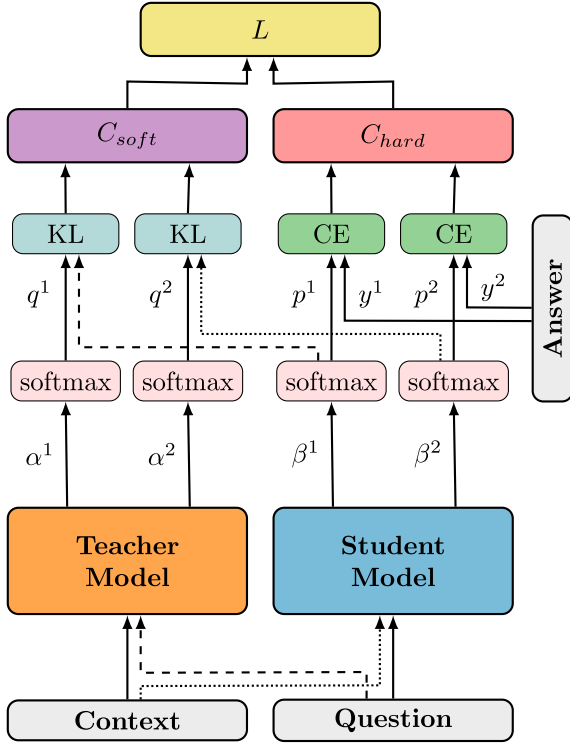 L
C_soft
C_hard
KL
KL
CE
CE
q^1
q^2
p^1
y^1
p^2
y^2
Answer
softmax
softmax
softmax
softmax
α^1
α^2
β^1
β^2
Teacher
Model
Student
Model
Context
Question